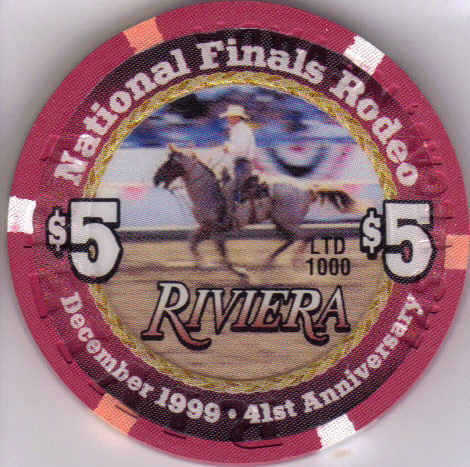 National Finals Rodeo
$5
$5
LTD
1000
RIVIERA
December 1999 • 41st Anniversary